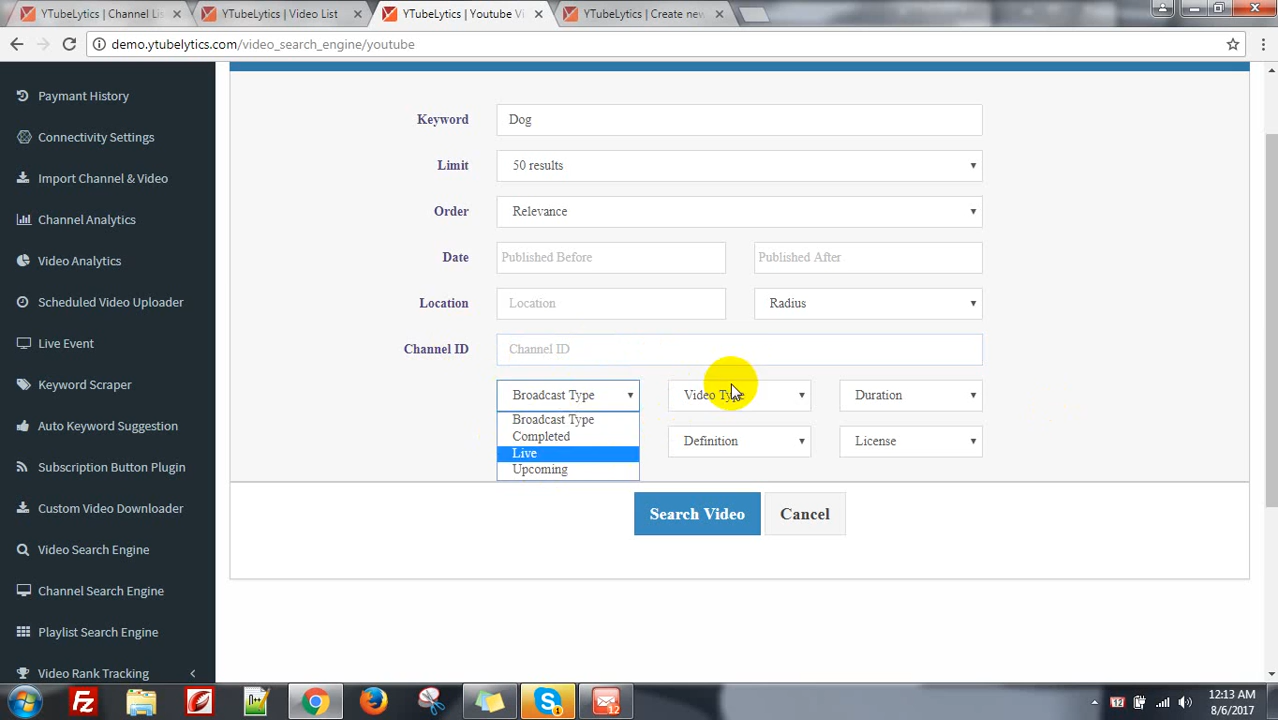 YTubeLytics | Channel Lis
YTubeLytics | Video List
YTubeLytics | Youtube Vi
YTubeLytics | Create new
demo.ytubelytics.com/video_search_engine/youtube
Paymant History
Connectivity Settings
Import Channel & Video
Channel Analytics
Video Analytics
Scheduled Video Uploader
Live Event
Keyword Scraper
Auto Keyword Suggestion
Subscription Button Plugin
Custom Video Downloader
Video Search Engine
Channel Search Engine
Playlist Search Engine
Video Rank Tracking
Keyword
Dog
Limit
50 results
Order
Relevance
Date
Published Before
Published After
Location
Location
Radius
Channel ID
Channel ID
Broadcast Type
Video Type
Duration
Broadcast Type
Completed
Live
Upcoming
Definition
License
Search Video
Cancel
12:13 AM
8/6/2017